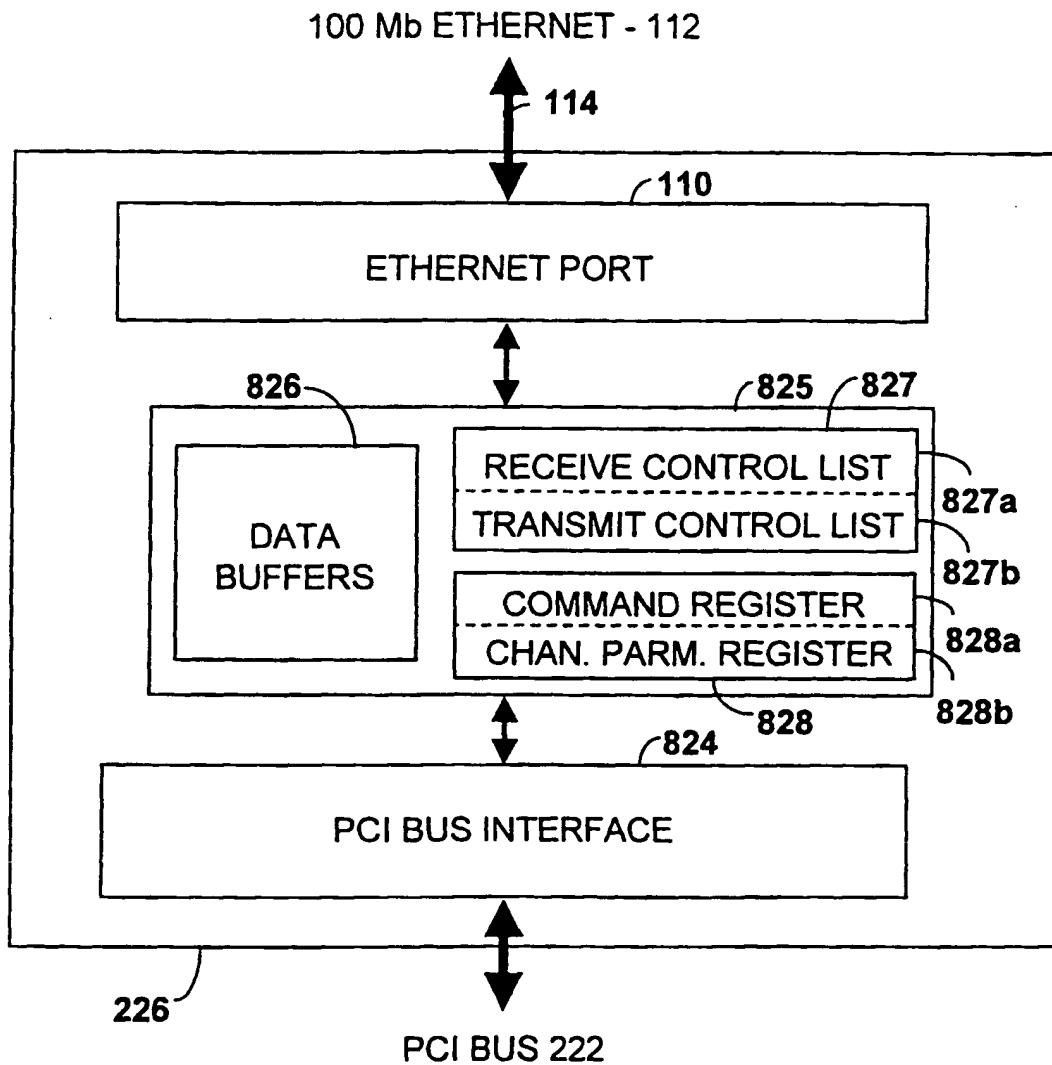 100 Mb ETHERNET - 112
114
110
ETHERNET PORT
826
825
827
DATA
BUFFERS
RECEIVE CONTROL LIST
827a
TRANSMIT CONTROL LIST
827b
COMMAND REGISTER
828a
CHAN. PARM. REGISTER
828b
828
824
PCI BUS INTERFACE
226
PCI BUS 222